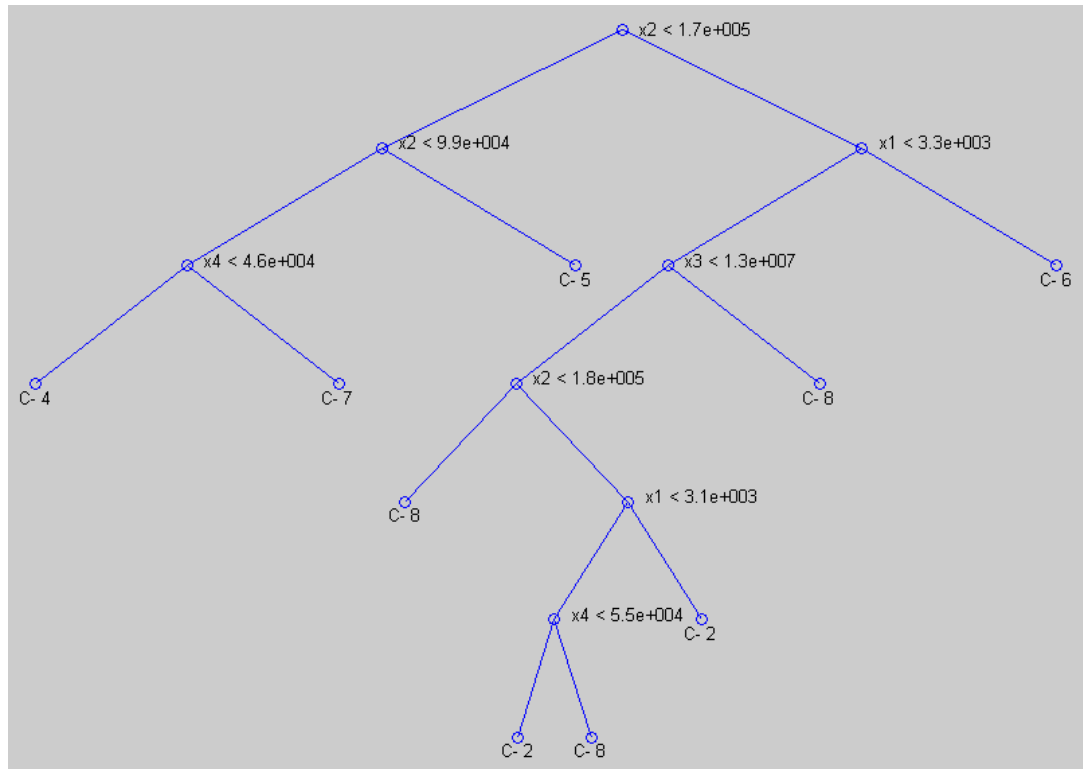 x2 < 1.7e+005
x2 < 9.9e+004
x1 < 3.3e+003
x4 < 4.6e+004
C- 5
x3 < 1.3e+007
C- 6
C- 4
C- 7
x2 < 1.8e+005
C- 8
C- 8
x1 < 3.1e+003
x4 < 5.5e+004
C- 2
C- 2
C- 8